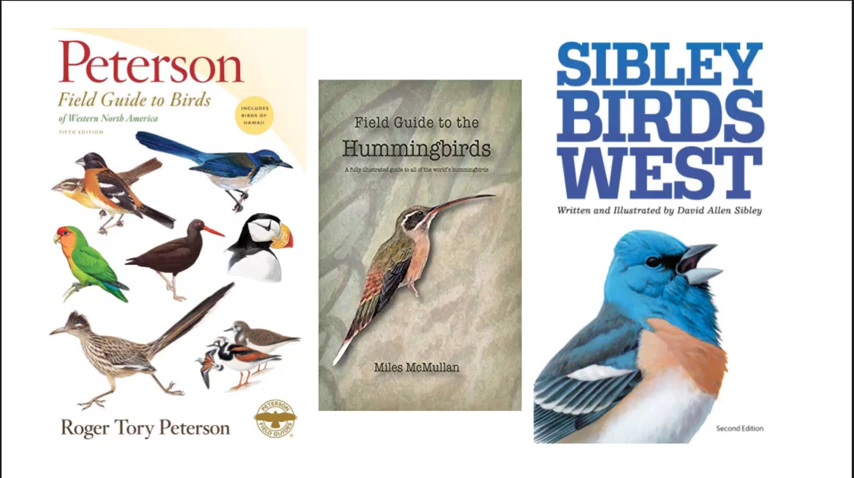 Peterson
Field Guide to Birds
of Western North America
FIFTH EDITION
INCLUDES
BIRDS OF
HAWAII
Roger Tory Peterson
PETERSON
FIELD GUIDES
Field Guide to the
Hummingbirds
A fully illustrated guide to all of the world's hummingbirds
Miles McMullan
SIBLEY
BIRDS
WEST
Written and Illustrated by David Allen Sibley
Second Edition